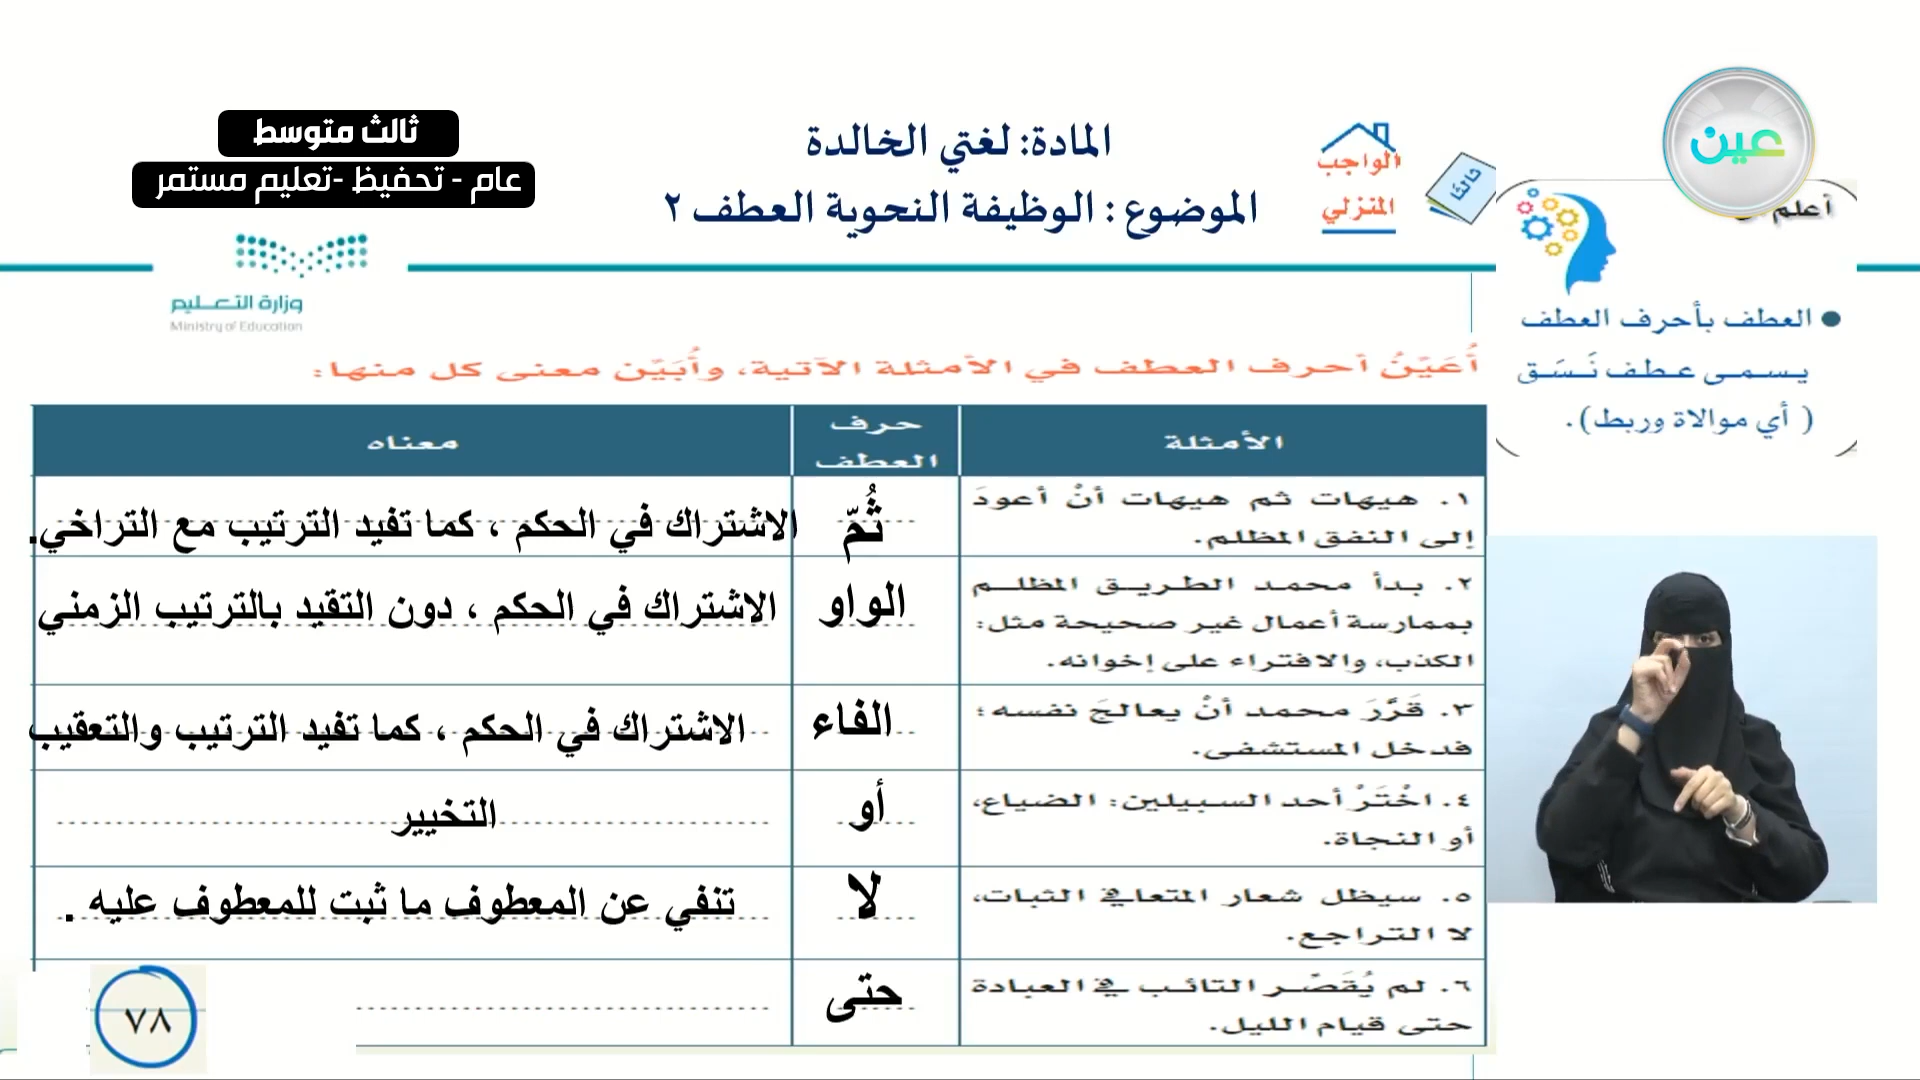 ثالث متوسط
عام - تحفيظ -تعليم مستمر
المادة: لغتي الخالدة
الموضوع : الوظيفة النحوية العطف ٢
الواجب
المنزلي
ثالثًا
عين
وزارة التعليم
Ministry of Education
أعلم
العطف بأحرف العطف
يسمى عطف نَسَق
( أي موالاة وربط).
أُعَيّنُ أحرف العطف في الأمثلة الآتية، وأُبَيّن معنى كل منها:
الأمثلة
حرف
العطف
معناه
١. هيهات ثم هيهات أنْ أعودَ
إلى النفق المظلم.
ثُمّ
الاشتراك في الحكم ، كما تفيد الترتيب مع التراخي.
٢. بدأ محمد الطريق المظلم
بممارسة أعمال غير صحيحة مثل:
الكذب، والافتراء على إخوانه.
الواو
الاشتراك في الحكم ، دون التقيد بالترتيب الزمني
٣. قَرَّرَ محمد أنْ يعالجَ نفسه؛
فدخل المستشفى.
الفاء
الاشتراك في الحكم ، كما تفيد الترتيب والتعقيب
٤. اخْتَرْ أحد السبيلين: الضياع،
أو النجاة.
أو
التخيير
٥. سيظل شعار المتعافي الثبات،
لا التراجع.
لا
تنفي عن المعطوف ما ثبت للمعطوف عليه .
٦. لم يُقَصّر التائب في العبادة
حتى قيام الليل.
حتى
٧٨